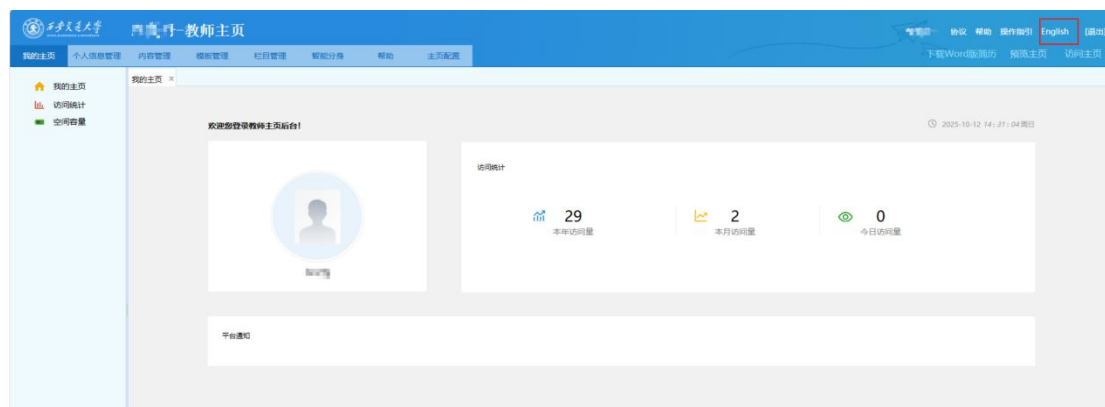 西安交通大学
教师主页
协议 帮助 操作指引 English [退出]
我的主页 个人信息管理 内容管理 模板管理 栏目管理 智能分身 帮助 主页配置
下载Word版简历 预览主页 访问主页
我的主页
访问统计
空间容量
我的主页 ×
欢迎您登录教师主页后台!
2025-10-12 14:31:04 周日
访问统计
29 2 0
本年访问量 本月访问量 今日访问量
平台通知